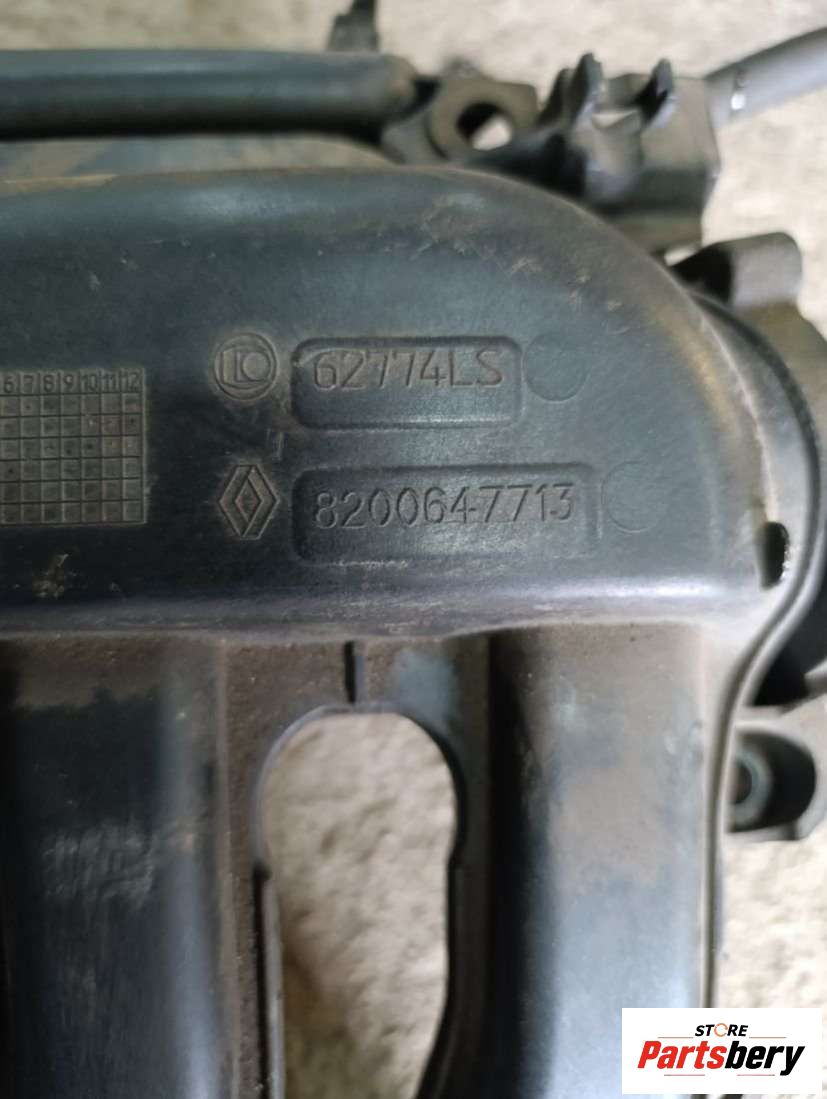 62774LS
6 7 8 9 10 11 12
8200647713
STORE
Partsbery